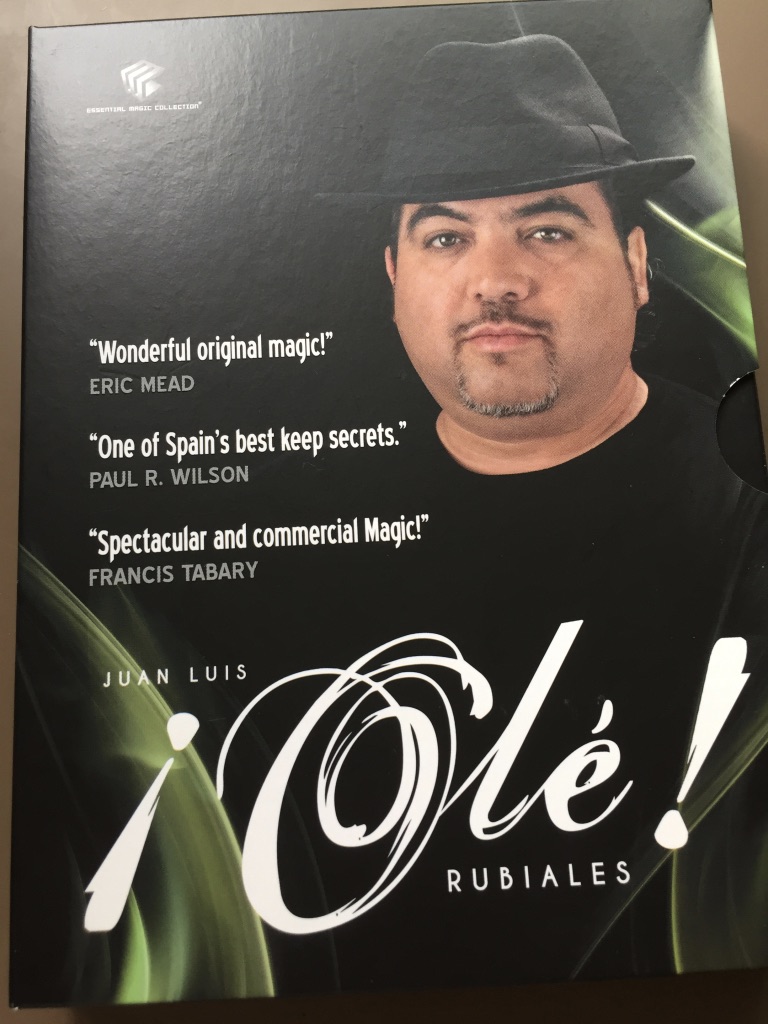 ESSENTIAL MAGIC COLLECTION
“Wonderful original magic!”
ERIC MEAD
“One of Spain's best keep secrets.”
PAUL R. WILSON
“Spectacular and commercial Magic!”
FRANCIS TABARY
JUAN LUIS
¡Olé!
RUBIALES